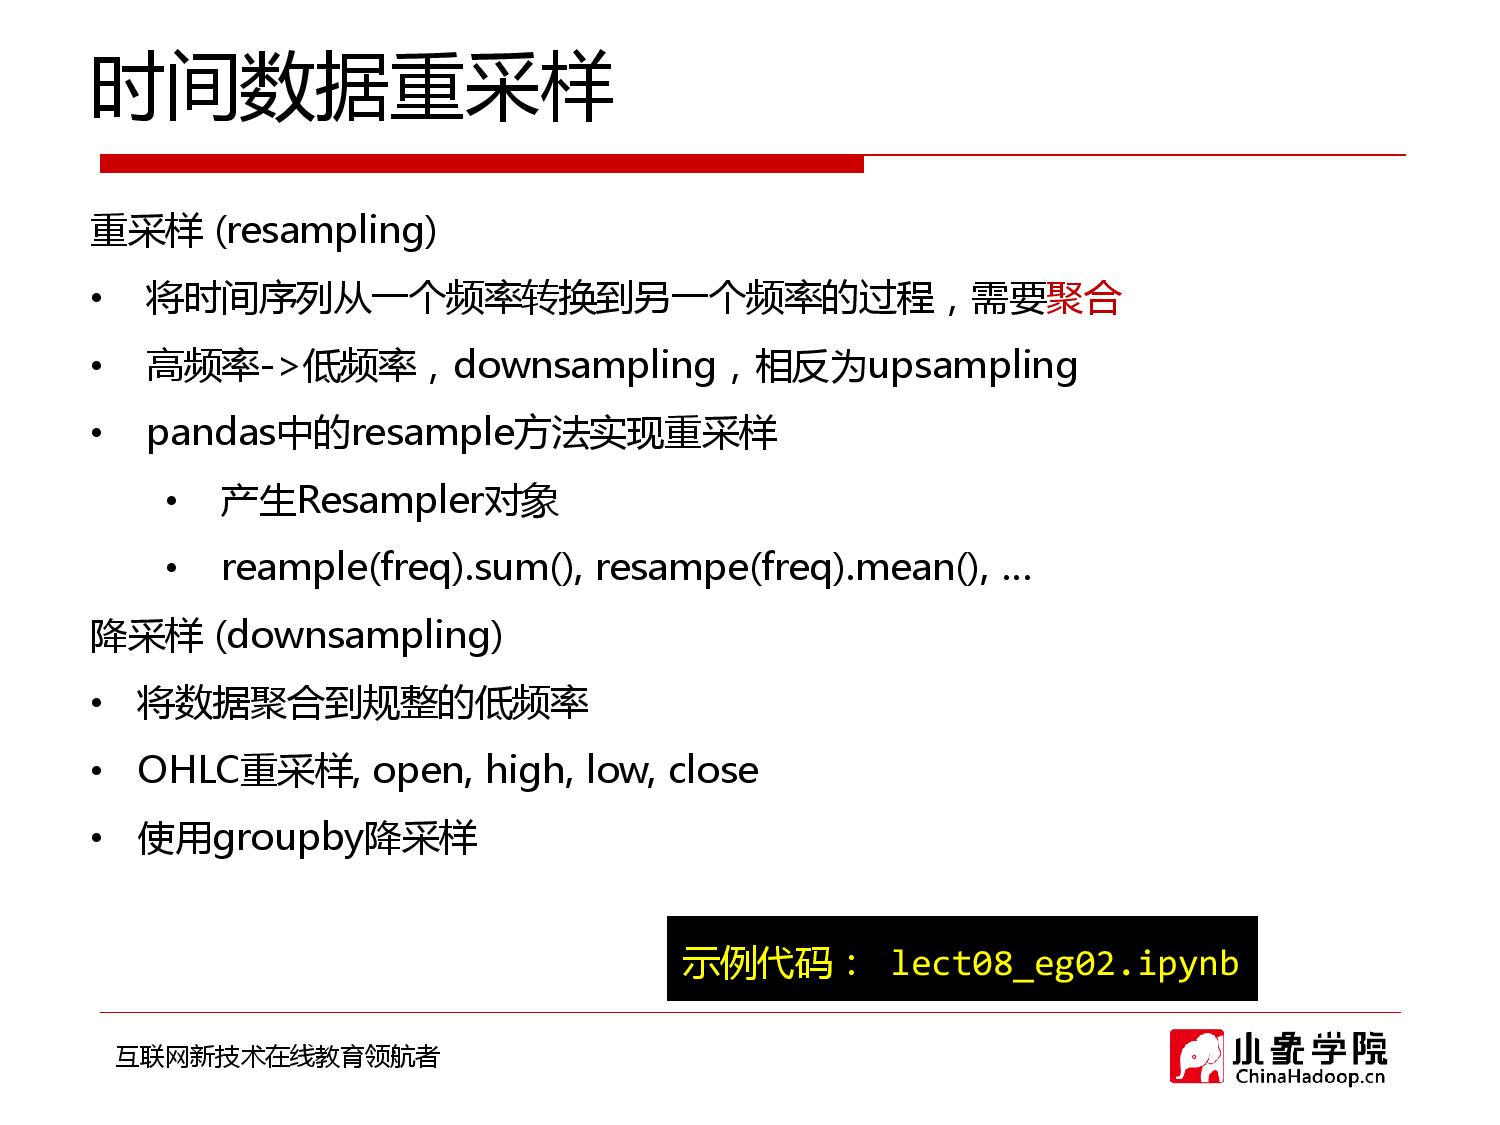 时间数据重采样
重采样 (resampling)
• 将时间序列从一个频率转换到另一个频率的过程，需要聚合
• 高频率->低频率，downsampling，相反为upsampling
• pandas中的resample方法实现重采样
• 产生Resampler对象
• reample(freq).sum(), resampe(freq).mean(), …
降采样 (downsampling)
• 将数据聚合到规整的低频率
• OHLC重采样, open, high, low, close
• 使用groupby降采样
示例代码： lect08_eg02.ipynb
互联网新技术在线教育领航者
小象学院
ChinaHadoop.cn